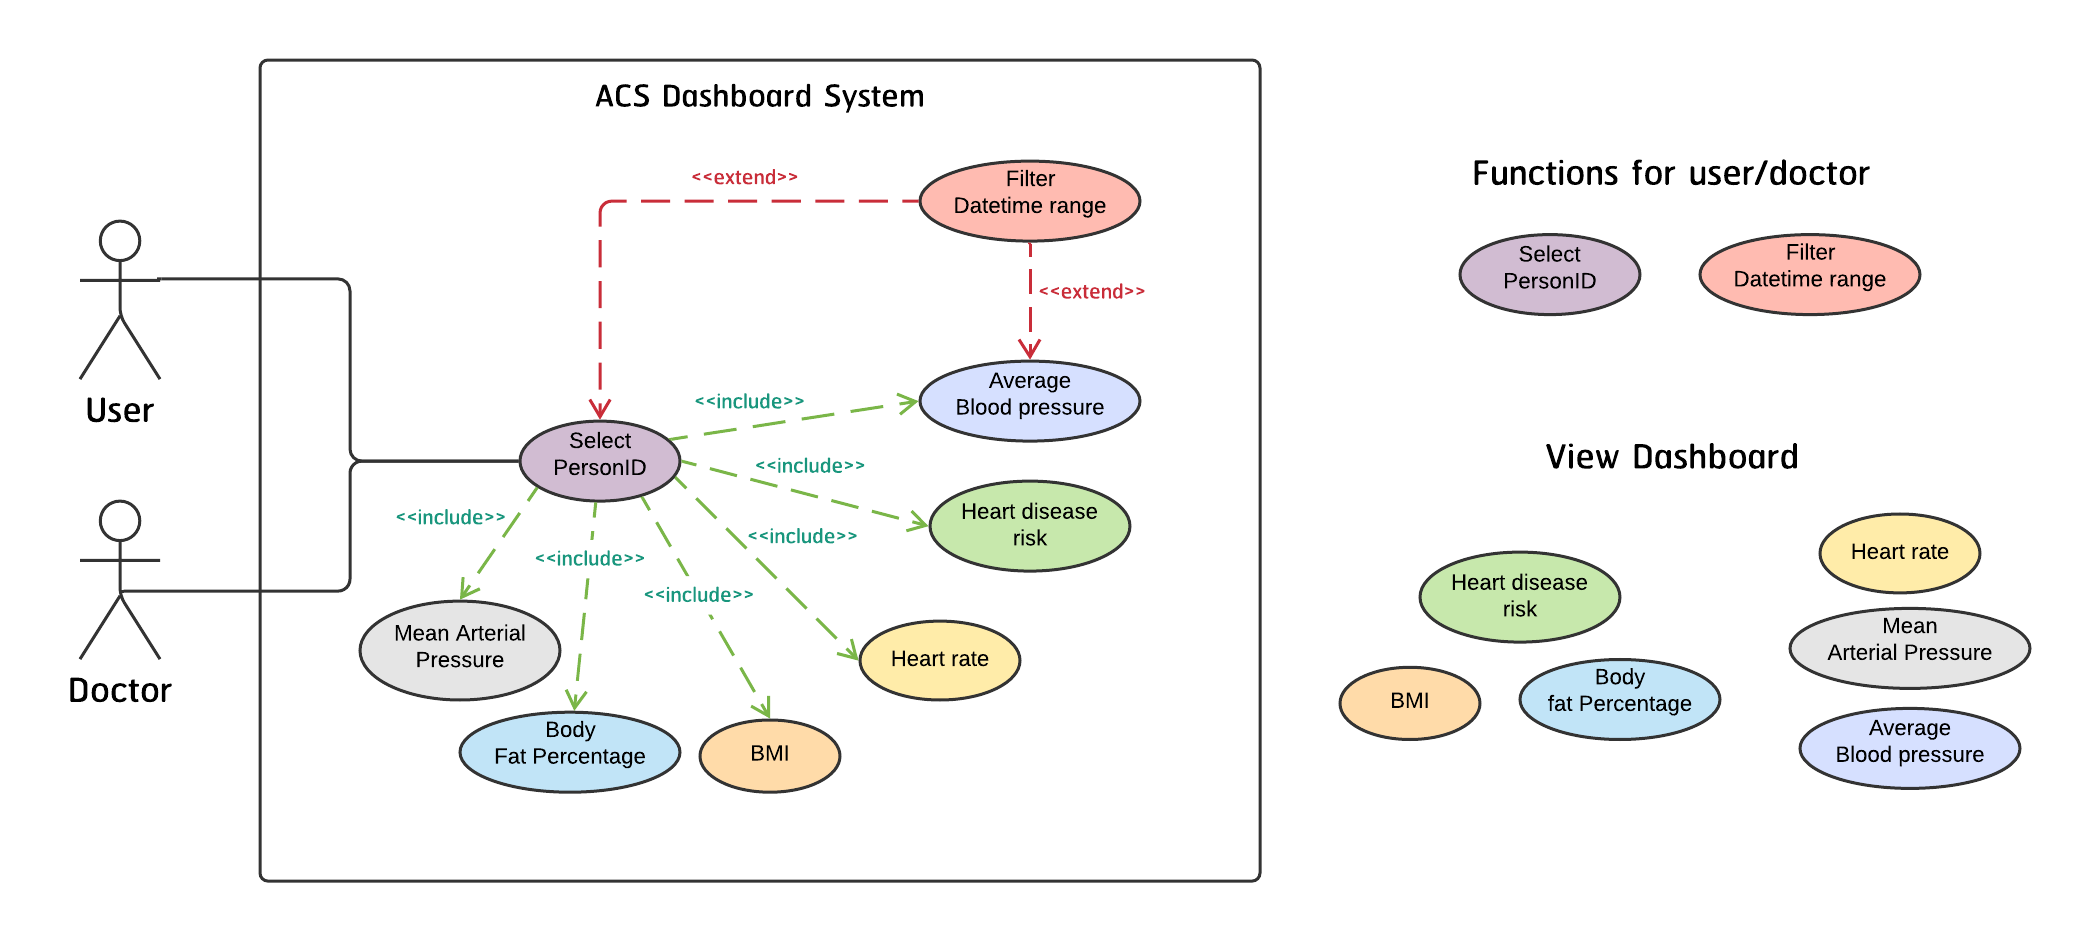 ACS Dashboard System
<<extend>>
Filter
Datetime range
<<extend>>
User
<<include>>
Average
Blood pressure
Select
PersonID
<<include>>
Heart disease
risk
<<include>>
<<include>>
<<include>>
<<include>>
Doctor
Mean Arterial
Pressure
Heart rate
Body
Fat Percentage
BMI
Functions for user/doctor
Select
PersonID
Filter
Datetime range
View Dashboard
Heart rate
Heart disease
risk
Mean
Arterial Pressure
BMI
Body
fat Percentage
Average
Blood pressure